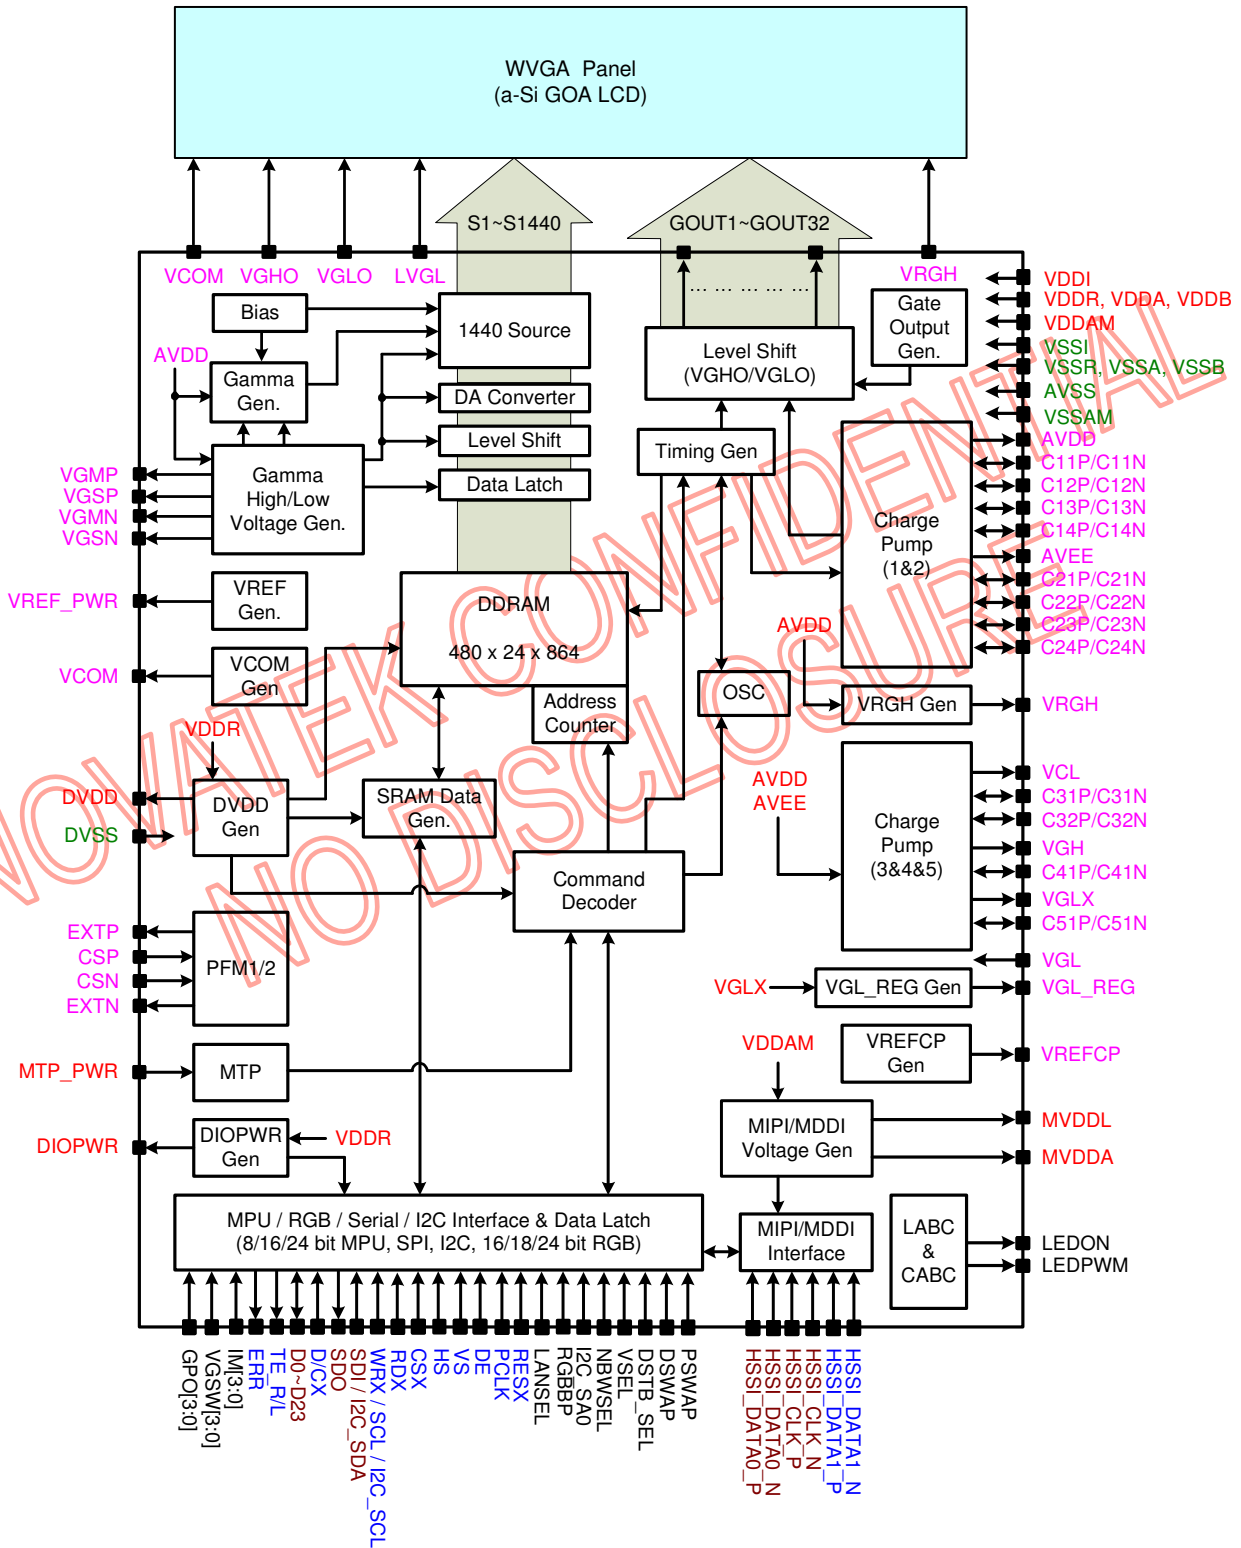 WVGA Panel
(a-Si GOA LCD)
S1~S1440
GOUT1~GOUT32
VCOM
VGHO
VGLO
LVGL
VRGH
... ... ... ... ...
Bias
AVDD
Gamma
Gen.
1440 Source
DA Converter
Level Shift
Data Latch
Gamma
High/Low
Voltage Gen.
Level Shift
(VGHO/VGLO)
Gate
Output
Gen.
Timing Gen
VDDI
VDDR, VDDA, VDDB
VDDAM
VSSI
VSSR, VSSA, VSSB
AVSS
VSSAM
AVDD
C11P/C11N
C12P/C12N
C13P/C13N
C14P/C14N
AVEE
C21P/C21N
C22P/C22N
C23P/C23N
C24P/C24N
Charge
Pump
(1&2)
VGMP
VGSP
VGMN
VGSN
VREF_PWR
VREF
Gen.
VCOM
VCOM
Gen
DDRAM
480 x 24 x 864
Address
Counter
OSC
AVDD
VRGH Gen
VRGH
VDDR
DVDD
DVSS
DVDD
Gen
SRAM Data
Gen.
Command
Decoder
AVDD
AVEE
Charge
Pump
(3&4&5)
VCL
C31P/C31N
C32P/C32N
VGH
C41P/C41N
VGLX
C51P/C51N
VGL
VGLX
VGL_REG Gen
VGL_REG
EXTP
CSP
CSN
EXTN
PFM1/2
VREFCP
Gen
VREFCP
MTP_PWR
MTP
VDDAM
MIPI/MDDI
Voltage Gen
MVDDL
MVDDA
DIOPWR
DIOPWR
Gen
VDDR
MPU / RGB / Serial / I2C Interface & Data Latch
(8/16/24 bit MPU, SPI, I2C, 16/18/24 bit RGB)
MIPI/MDDI
Interface
LABC
&
CABC
LEDON
LEDPWM
GPO[3:0]
VGSW[3:0]
IM[3:0]
ERR
TE_R/L
D0~D23
D/CX
SDO
SDI / I2C_SDA
WRX / SCL / I2C_SCL
RDX
CSX
HS
VS
DE
PCLK
RESX
LANSEL
RGBBP
I2C_SA0
NBWSEL
VSEL
DSTB_SEL
DSWAP
PSWAP
HSSI_DATA0_P
HSSI_DATA0_N
HSSI_CLK_P
HSSI_CLK_N
HSSI_DATA1_P
HSSI_DATA1_N
NOVATEK CONFIDENTIAL
NO DISCLOSURE